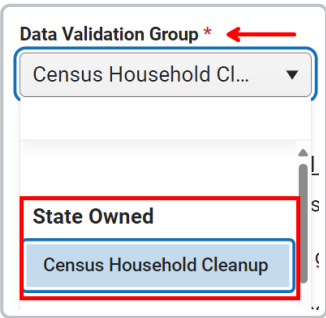 Data Validation Group *
Census Household Cl...
State Owned
Census Household Cleanup